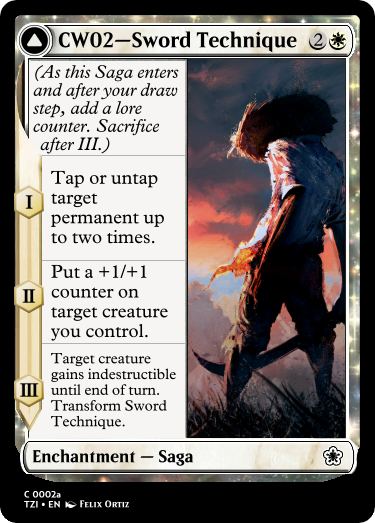 CW02—Sword Technique 2
(As this Saga enters
and after your draw
step, add a lore
counter. Sacrifice
after III.)
I
Tap or untap
target
permanent up
to two times.
II
Put a +1/+1
counter on
target creature
you control.
III
Target creature
gains indestructible
until end of turn.
Transform Sword
Technique.
Enchantment — Saga
C 0002a
TZI • EN Felix Ortiz